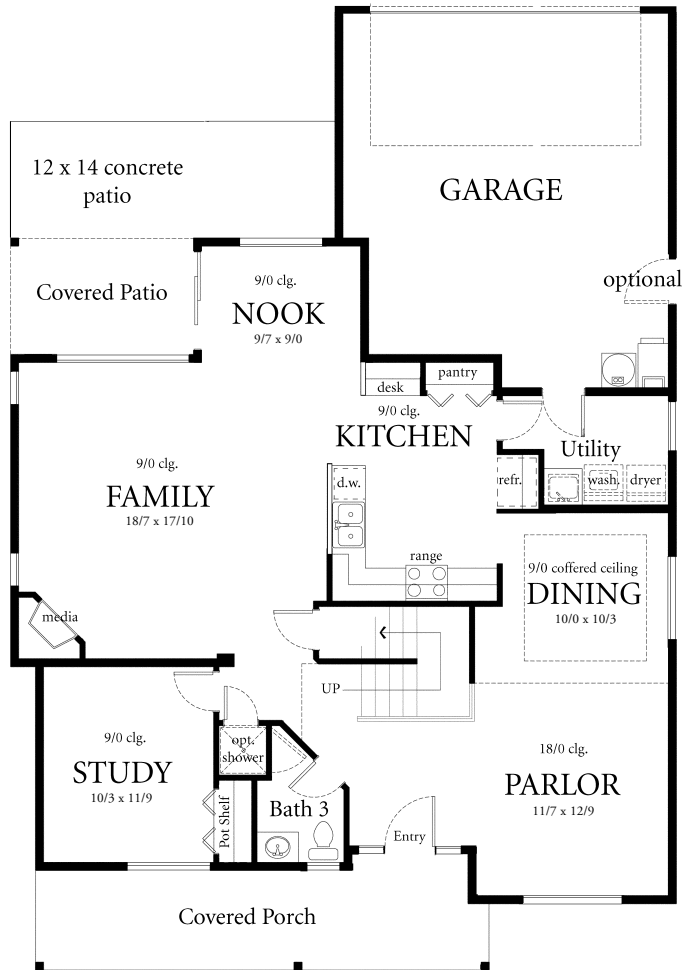 12 x 14 concrete
patio
GARAGE
optional
Covered Patio
9/0 clg.
NOOK
9/7 x 9/0
desk
pantry
9/0 clg.
KITCHEN
Utility
refr.
wash.
dryer
d.w.
9/0 clg.
FAMILY
18/7 x 17/10
range
9/0 coffered ceiling
DINING
10/0 x 10/3
media
UP
9/0 clg.
STUDY
10/3 x 11/9
opt.
shower
18/0 clg.
PARLOR
11/7 x 12/9
Pot Shelf
Bath 3
Entry
Covered Porch